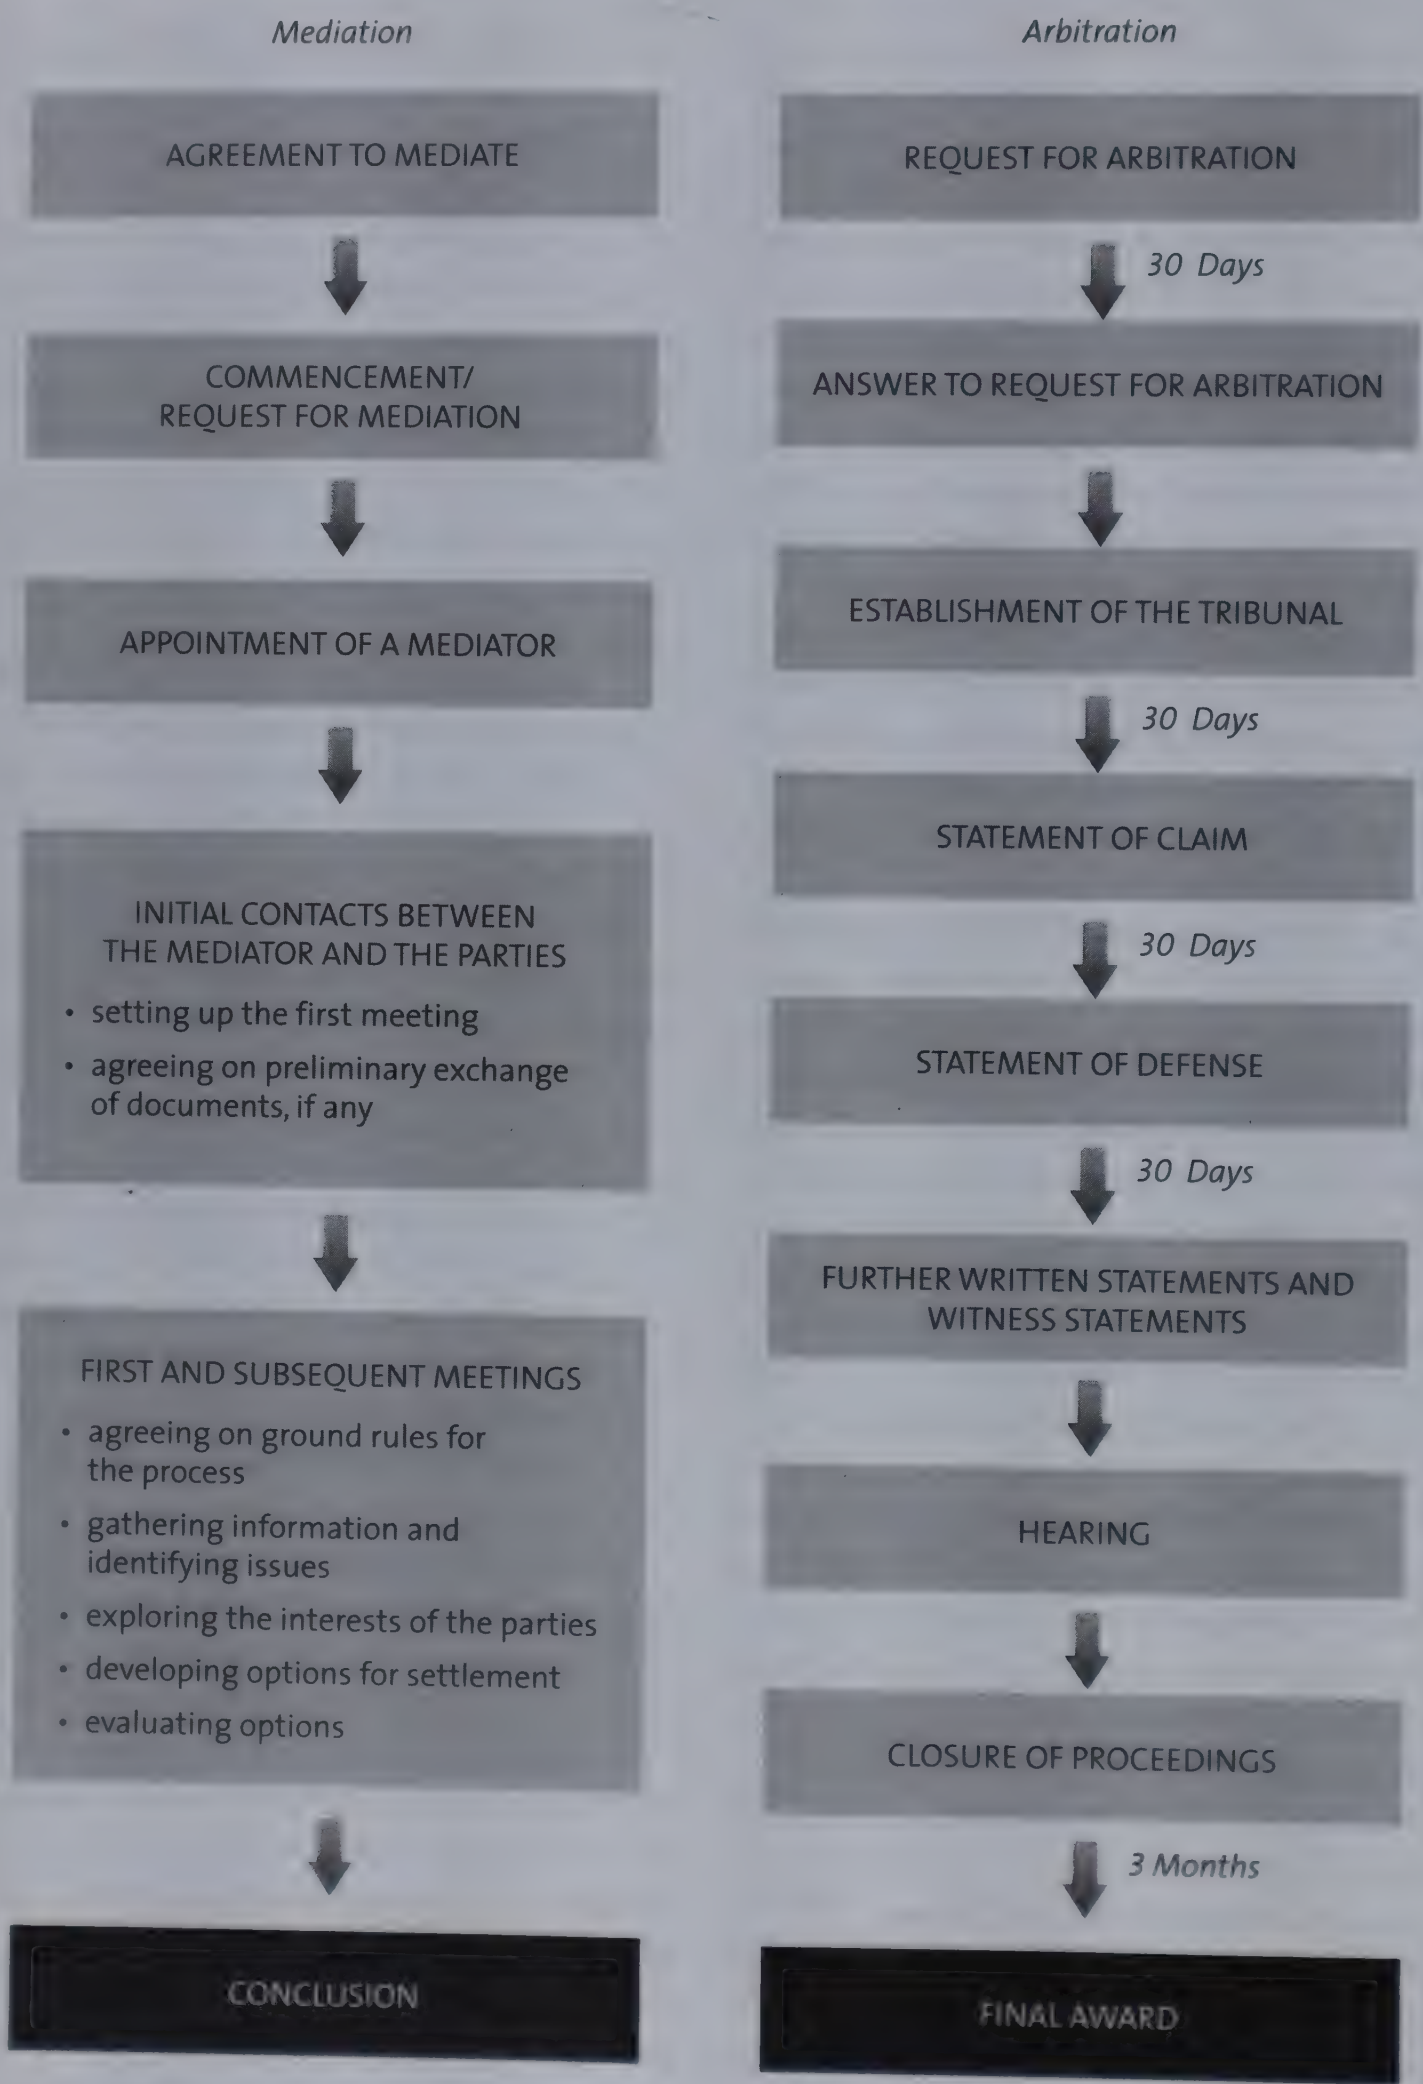 Mediation
AGREEMENT TO MEDIATE
COMMENCEMENT/
REQUEST FOR MEDIATION
APPOINTMENT OF A MEDIATOR
INITIAL CONTACTS BETWEEN
THE MEDIATOR AND THE PARTIES
• setting up the first meeting
• agreeing on preliminary exchange
of documents, if any
FIRST AND SUBSEQUENT MEETINGS
• agreeing on ground rules for
the process
• gathering information and
identifying issues
• exploring the interests of the parties
• developing options for settlement
• evaluating options
CONCLUSION
Arbitration
REQUEST FOR ARBITRATION
30 Days
ANSWER TO REQUEST FOR ARBITRATION
ESTABLISHMENT OF THE TRIBUNAL
30 Days
STATEMENT OF CLAIM
30 Days
STATEMENT OF DEFENSE
30 Days
FURTHER WRITTEN STATEMENTS AND
WITNESS STATEMENTS
HEARING
CLOSURE OF PROCEEDINGS
3 Months
FINAL AWARD